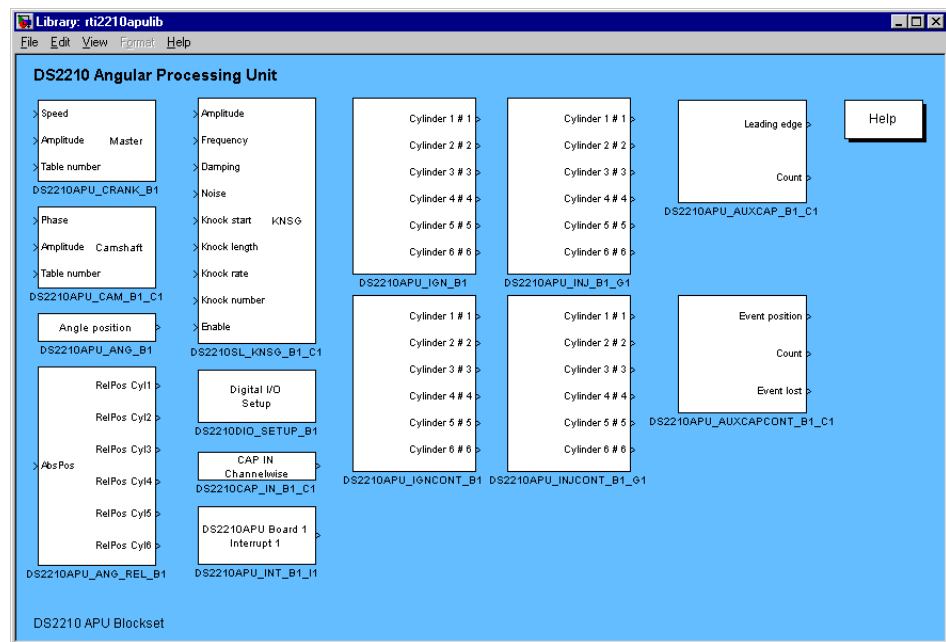 Library: rti2210apulib
File Edit View Format Help
DS2210 Angular Processing Unit
Speed
Amplitude Master
Table number
DS2210APU_CRANK_B1
Phase
Amplitude Camshaft
Table number
DS2210APU_CAM_B1_C1
Angle position
DS2210APU_ANG_B1
RelPos Cyl1
RelPos Cyl2
RelPos Cyl3
AbsPos
RelPos Cyl4
RelPos Cyl5
RelPos Cyl6
DS2210APU_ANG_REL_B1
Amplitude
Frequency
Damping
Noise
Knock start KNSG
Knock length
Knock rate
Knock number
Enable
DS2210SL_KNSG_B1_C1
Digital I/O
Setup
DS2210DIO_SETUP_B1
CAP IN
Channelwise
DS2210CAP_IN_B1_C1
DS2210APU Board 1
Interrupt 1
DS2210APU_INT_B1_I1
Cylinder 1 # 1
Cylinder 2 # 2
Cylinder 3 # 3
Cylinder 4 # 4
Cylinder 5 # 5
Cylinder 6 # 6
DS2210APU_IGN_B1
Cylinder 1 # 1
Cylinder 2 # 2
Cylinder 3 # 3
Cylinder 4 # 4
Cylinder 5 # 5
Cylinder 6 # 6
DS2210APU_IGNCONT_B1
Cylinder 1 # 1
Cylinder 2 # 2
Cylinder 3 # 3
Cylinder 4 # 4
Cylinder 5 # 5
Cylinder 6 # 6
DS2210APU_INJ_B1_G1
Cylinder 1 # 1
Cylinder 2 # 2
Cylinder 3 # 3
Cylinder 4 # 4
Cylinder 5 # 5
Cylinder 6 # 6
DS2210APU_INJCONT_B1_G1
Leading edge
Count
DS2210APU_AUXCAP_B1_C1
Event position
Count
Event lost
DS2210APU_AUXCAPCONT_B1_C1
Help
DS2210 APU Blockset